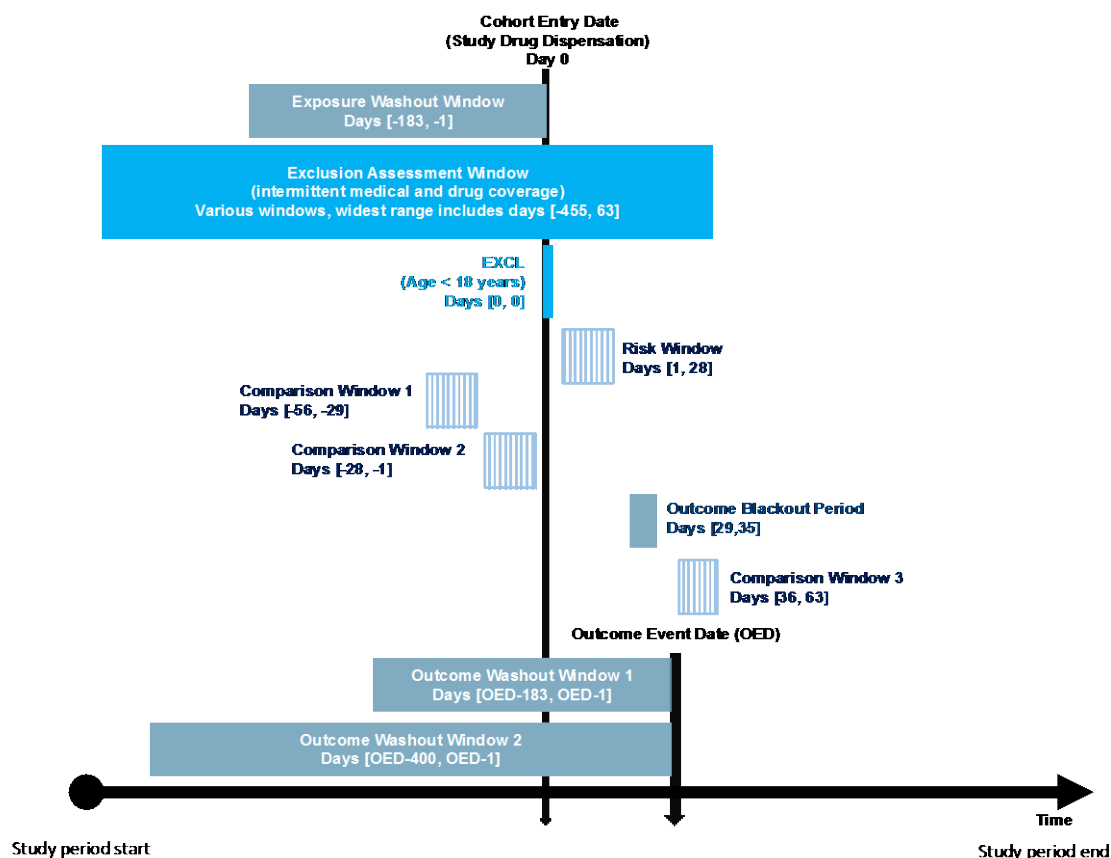 Cohort Entry Date
(Study Drug Dispensation)
Day 0
Exposure Washout Window
Days [-183, -1]
Exclusion Assessment Window
(intermittent medical and drug coverage)
Various windows, widest range includes days [-455, 63]
EXCL
(Age < 18 years)
Days [0, 0]
Risk Window
Days [1, 28]
Comparison Window 1
Days [-56, -29]
Comparison Window 2
Days [-28, -1]
Outcome Blackout Period
Days [29,35]
Comparison Window 3
Days [36, 63]
Outcome Event Date (OED)
Outcome Washout Window 1
Days [OED-183, OED-1]
Outcome Washout Window 2
Days [OED-400, OED-1]
Time
Study period start
Study period end